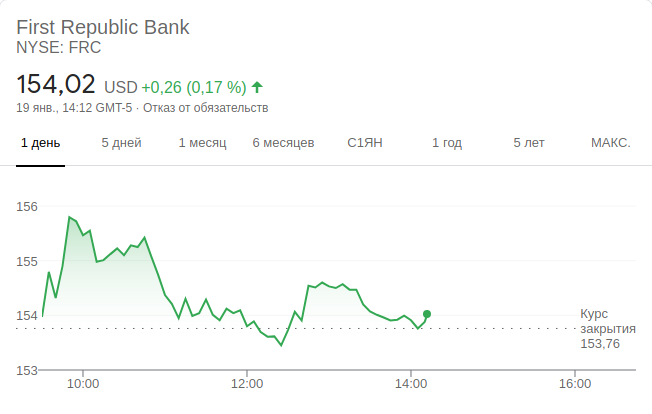 First Republic Bank
NYSE: FRC
154,02 USD +0,26 (0,17 %)
19 янв., 14:12 GMT-5 · Отказ от обязательств
1 день 5 дней 1 месяц 6 месяцев С1ЯН 1 год 5 лет МАКС.
156
155
154
153
Курс
закрытия
153,76
10:00 12:00 14:00 16:00